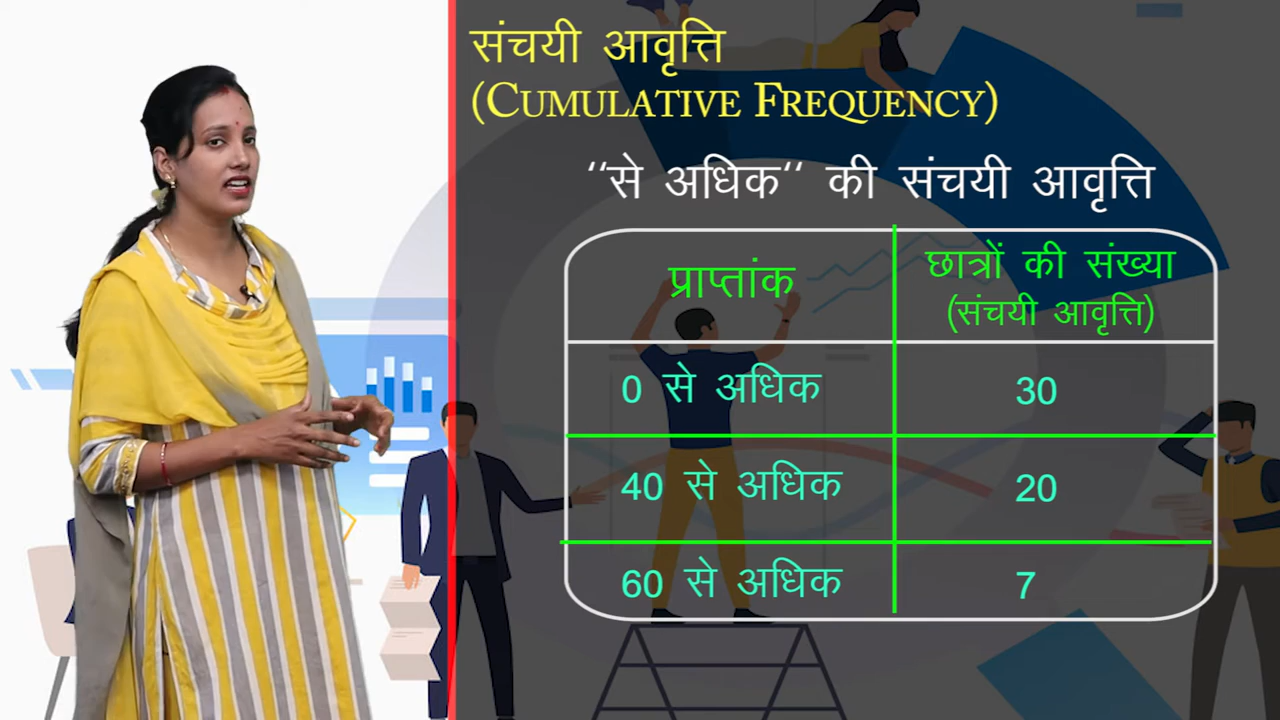 संचयी आवृत्ति
(CUMULATIVE FREQUENCY)
“से अधिक“ की संचयी आवृत्ति
प्राप्तांक
छात्रों की संख्या
(संचयी आवृत्ति)
0 से अधिक
30
40 से अधिक
20
60 से अधिक
7